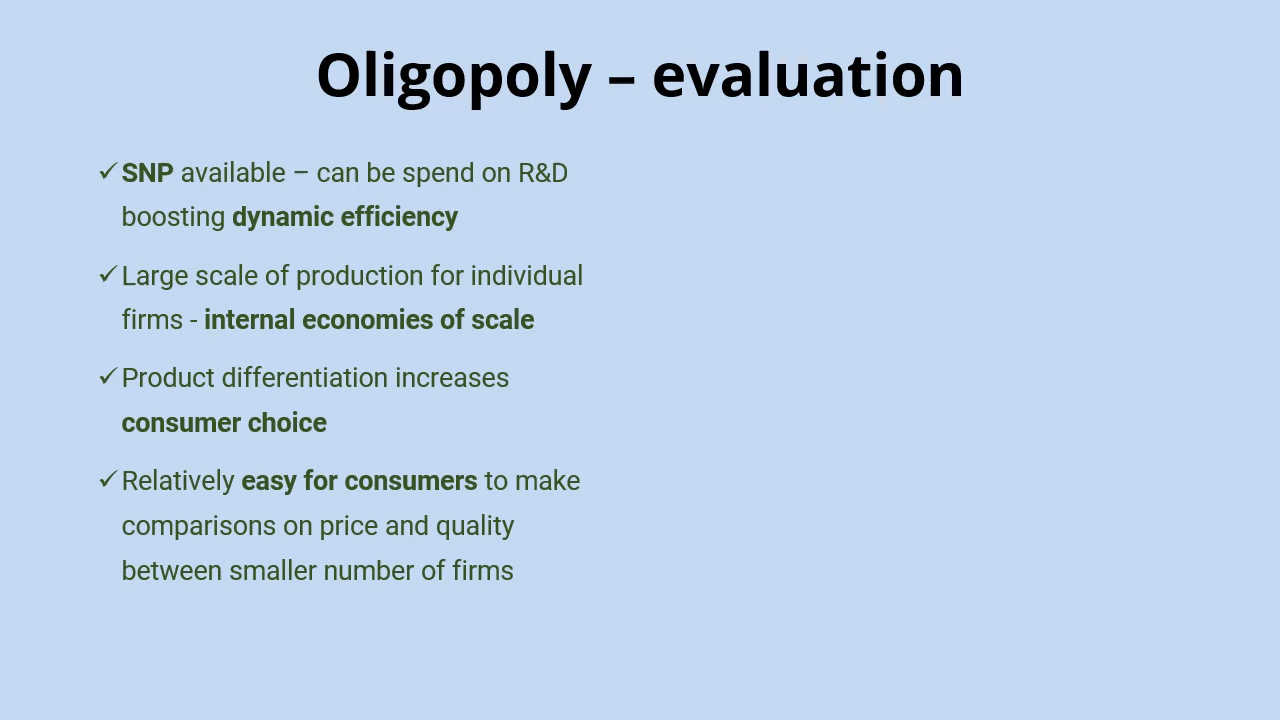 Oligopoly – evaluation
✓SNP available – can be spend on R&D
boosting dynamic efficiency
✓Large scale of production for individual
firms - internal economies of scale
✓Product differentiation increases
consumer choice
✓Relatively easy for consumers to make
comparisons on price and quality
between smaller number of firms